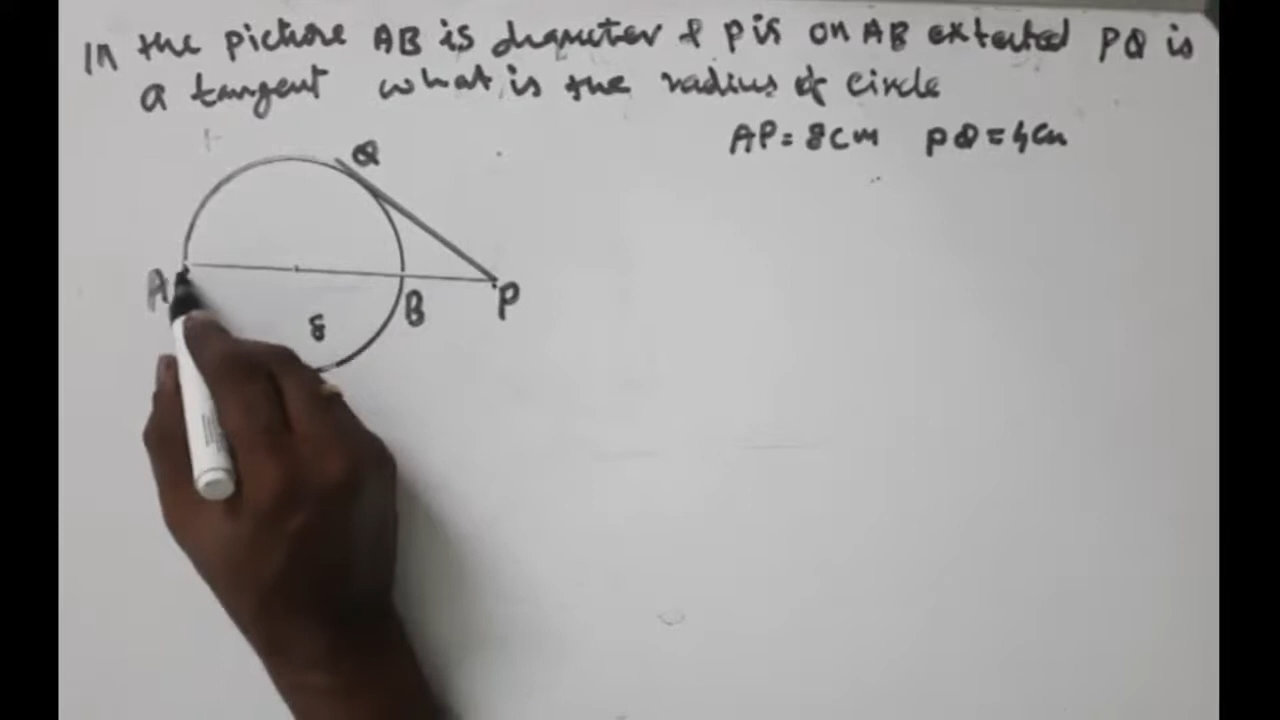 In the picture AB is diameter & P is on AB extented PQ is
a tangent what is the radius of circle
AP = 8cm PQ = 4cm
Q
A
B
P
8